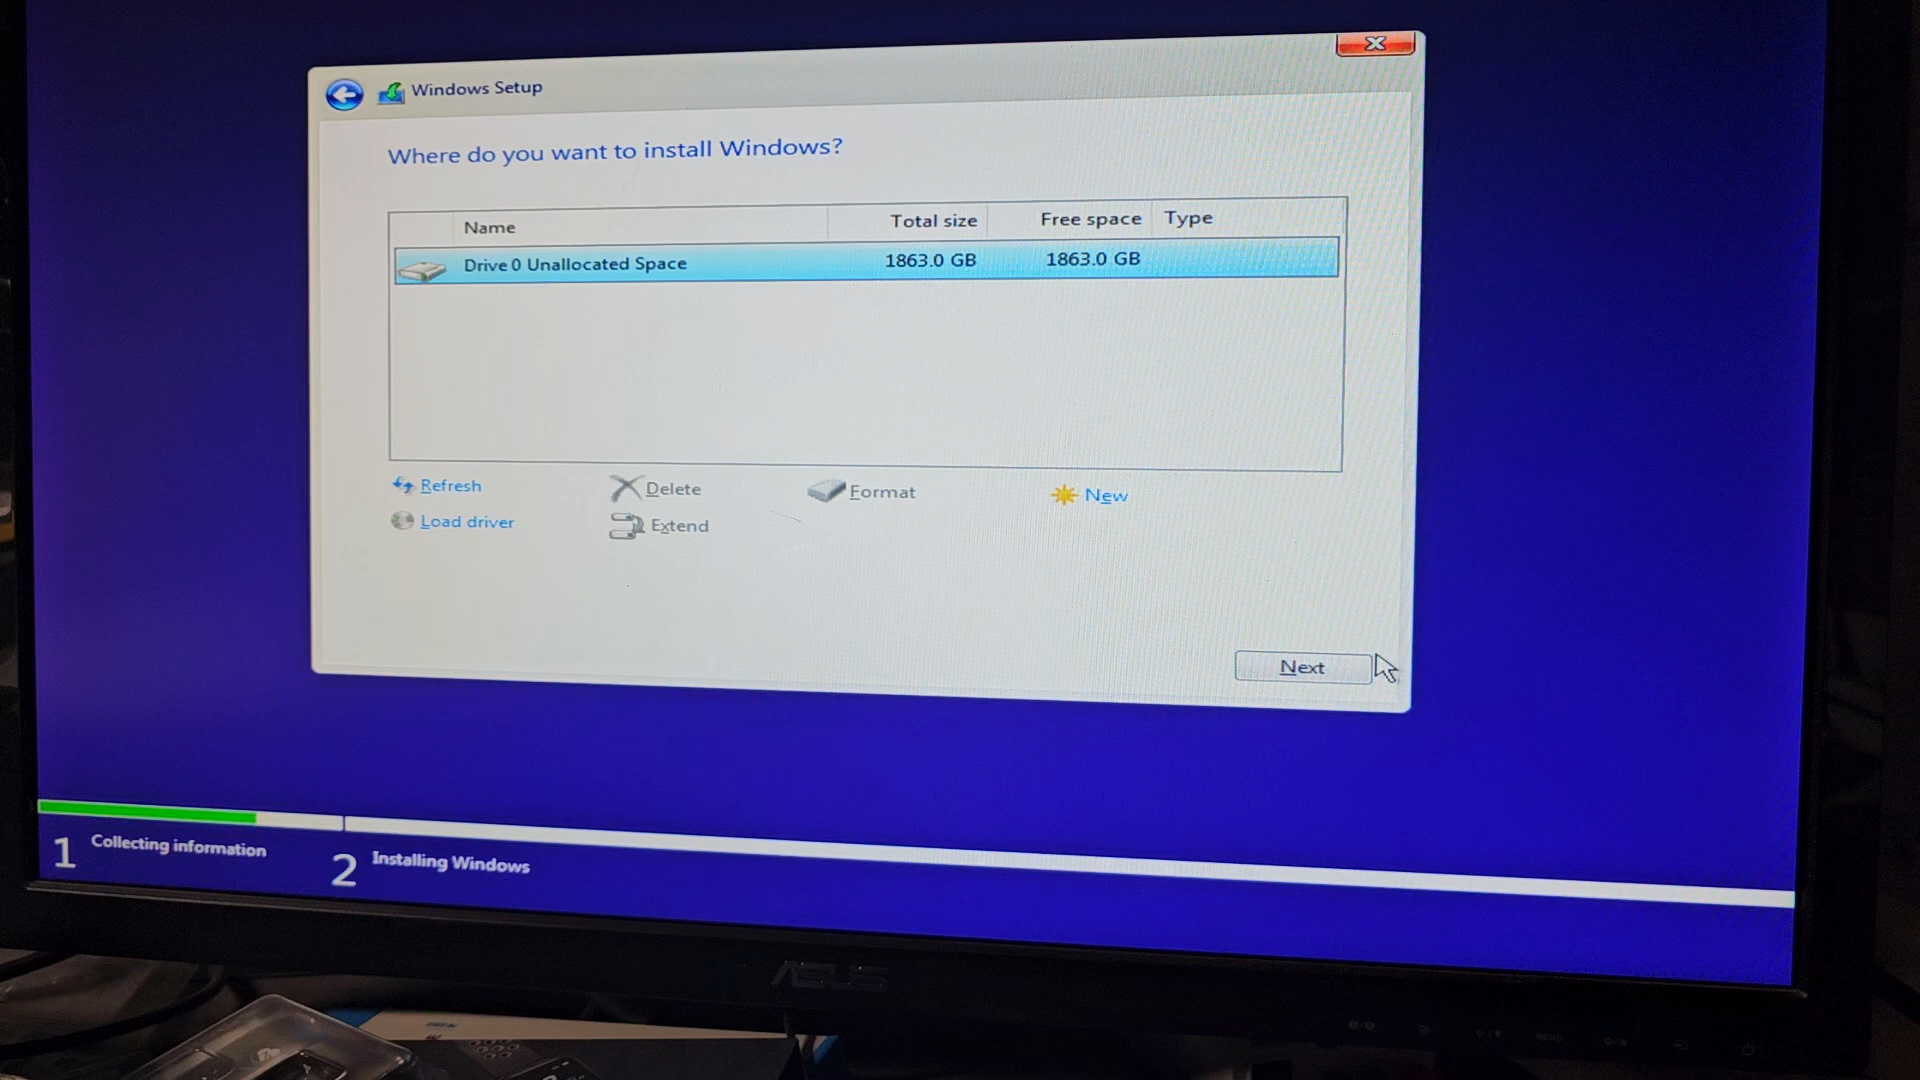 Windows Setup
Where do you want to install Windows?
Name Total size Free space Type
Drive 0 Unallocated Space 1863.0 GB 1863.0 GB
Refresh Delete Format New
Load driver Extend
Next
1 Collecting information 2 Installing Windows
ASUS
MENU